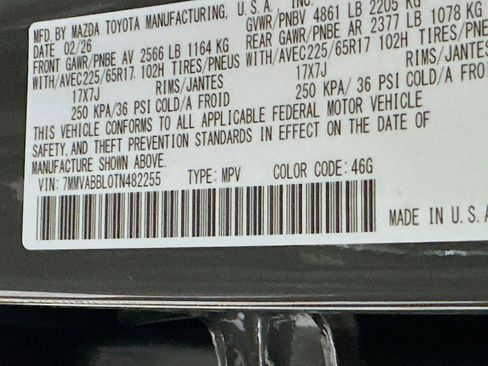 MFD. BY MAZDA TOYOTA MANUFACTURING, U. S. A., INC.
DATE 02/26 GVWR/PNBV 4861 LB 2205 KG
FRONT GAWR/PNBE AV 2566 LB 1164 KG REAR GAWR/PNBE AR 2377 LB 1078 KG
WITH/AVEC225/65R17 102H TIRES/PNEUS WITH/AVEC225/65R17 102H TIRES/PNEUS
17X7J RIMS/JANTES 17X7J RIMS/JANTES
250 KPA/36 PSI COLD/A FROID 250 KPA/ 36 PSI COLD/A FROID
THIS VEHICLE CONFORMS TO ALL APPLICABLE FEDERAL MOTOR VEHICLE
SAFETY, AND THEFT PREVENTION STANDARDS IN EFFECT ON THE DATE OF
MANUFACTURE SHOWN ABOVE.
VIN: 7MMVABBL0TN482255 TYPE: MPV COLOR CODE: 46G
MADE IN U. S. A